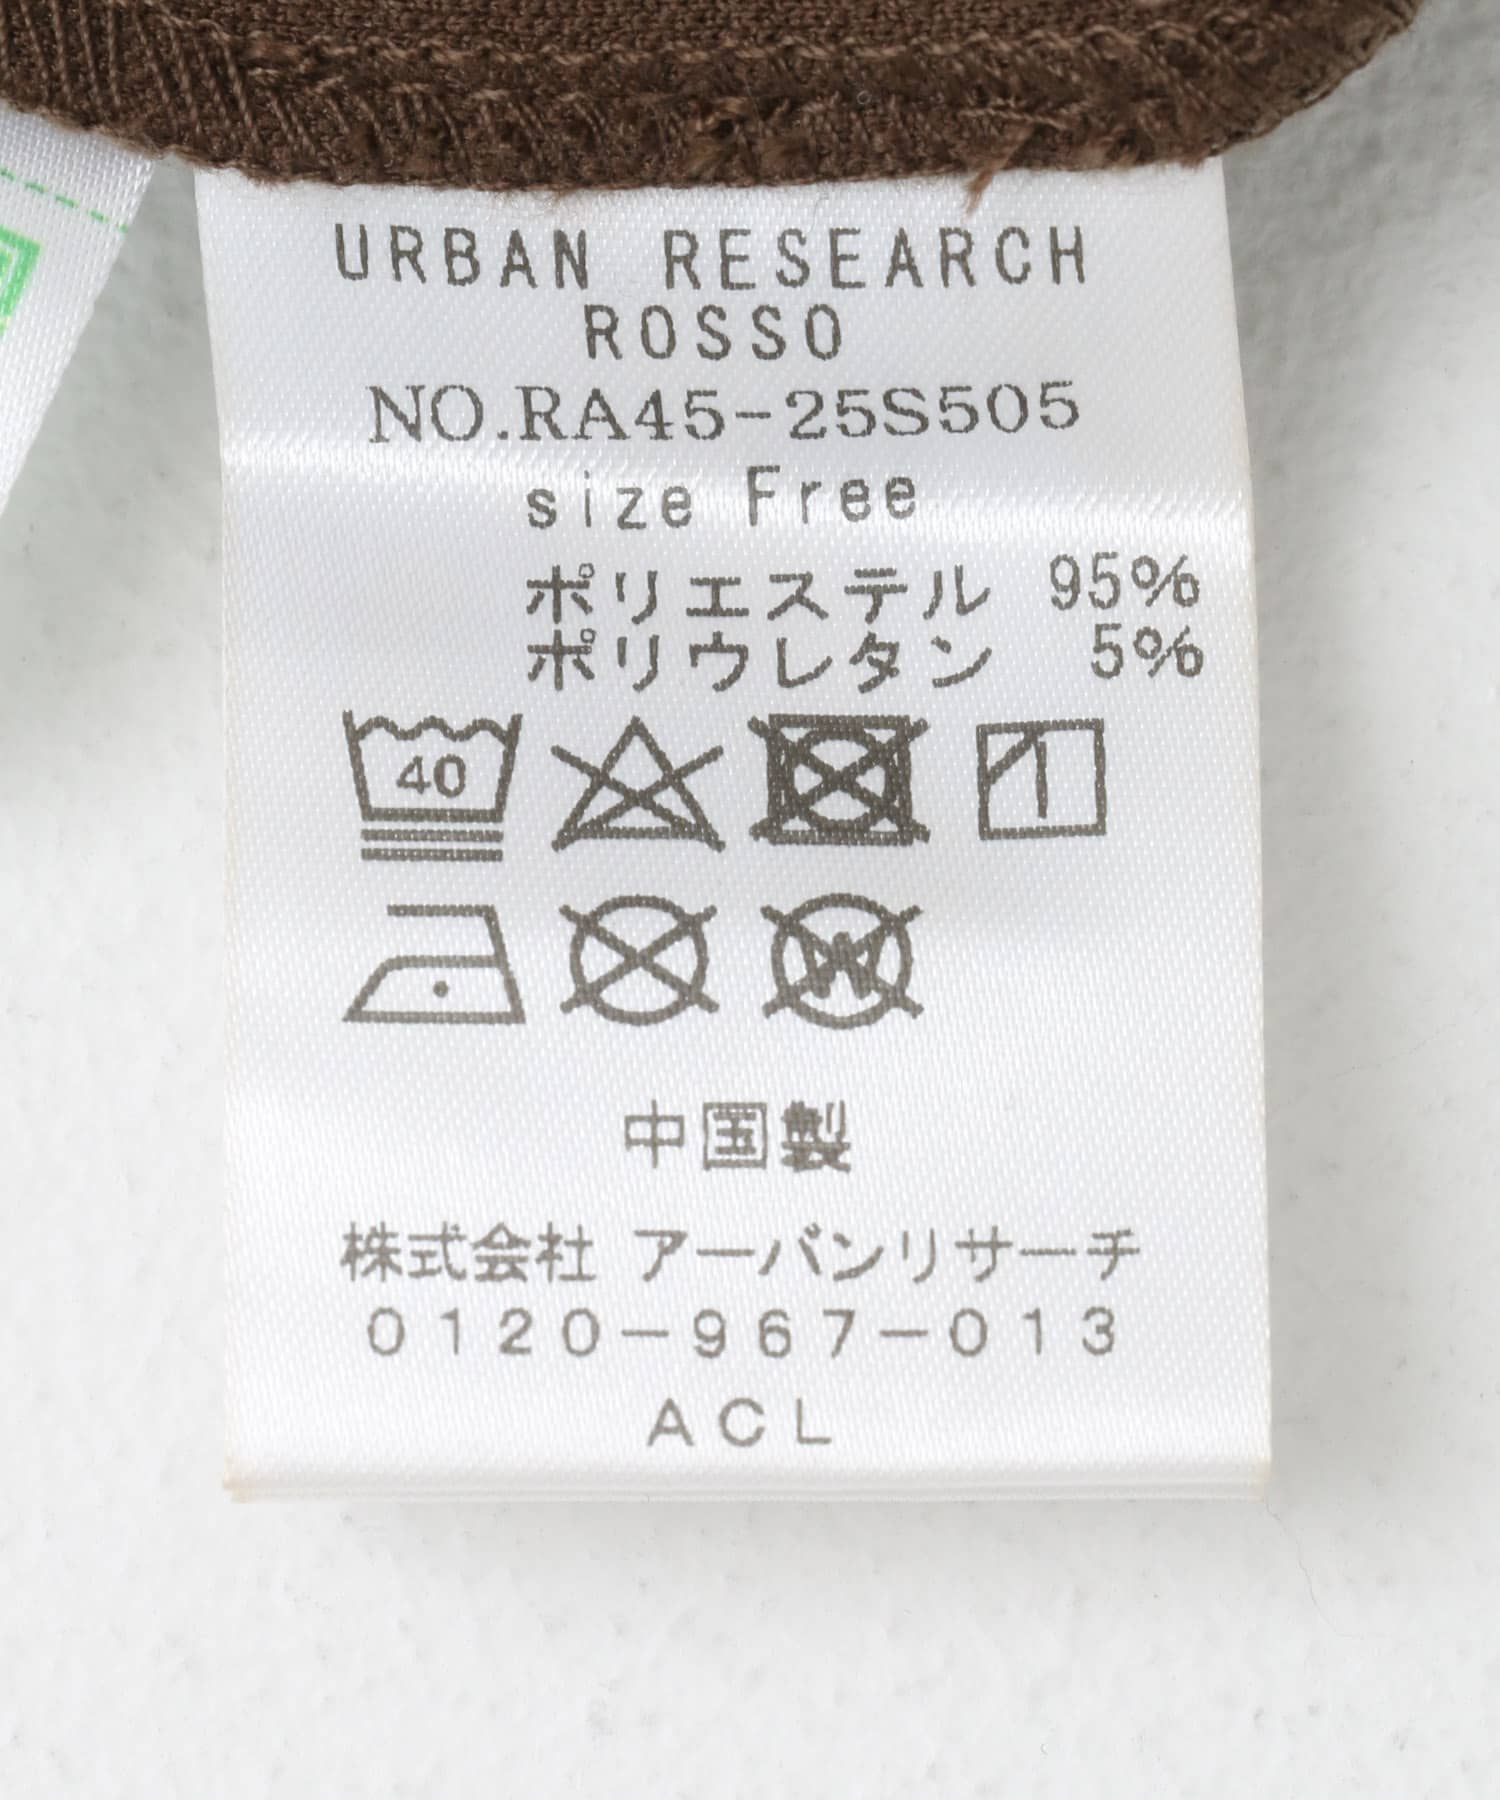 URBAN RESEARCH
ROSSO
NO.RA45-25S505
size Free
ポリエステル 95%
ポリウレタン 5%
40
W
中国製
株式会社 アーバンリサーチ
0120-967-013
ACL